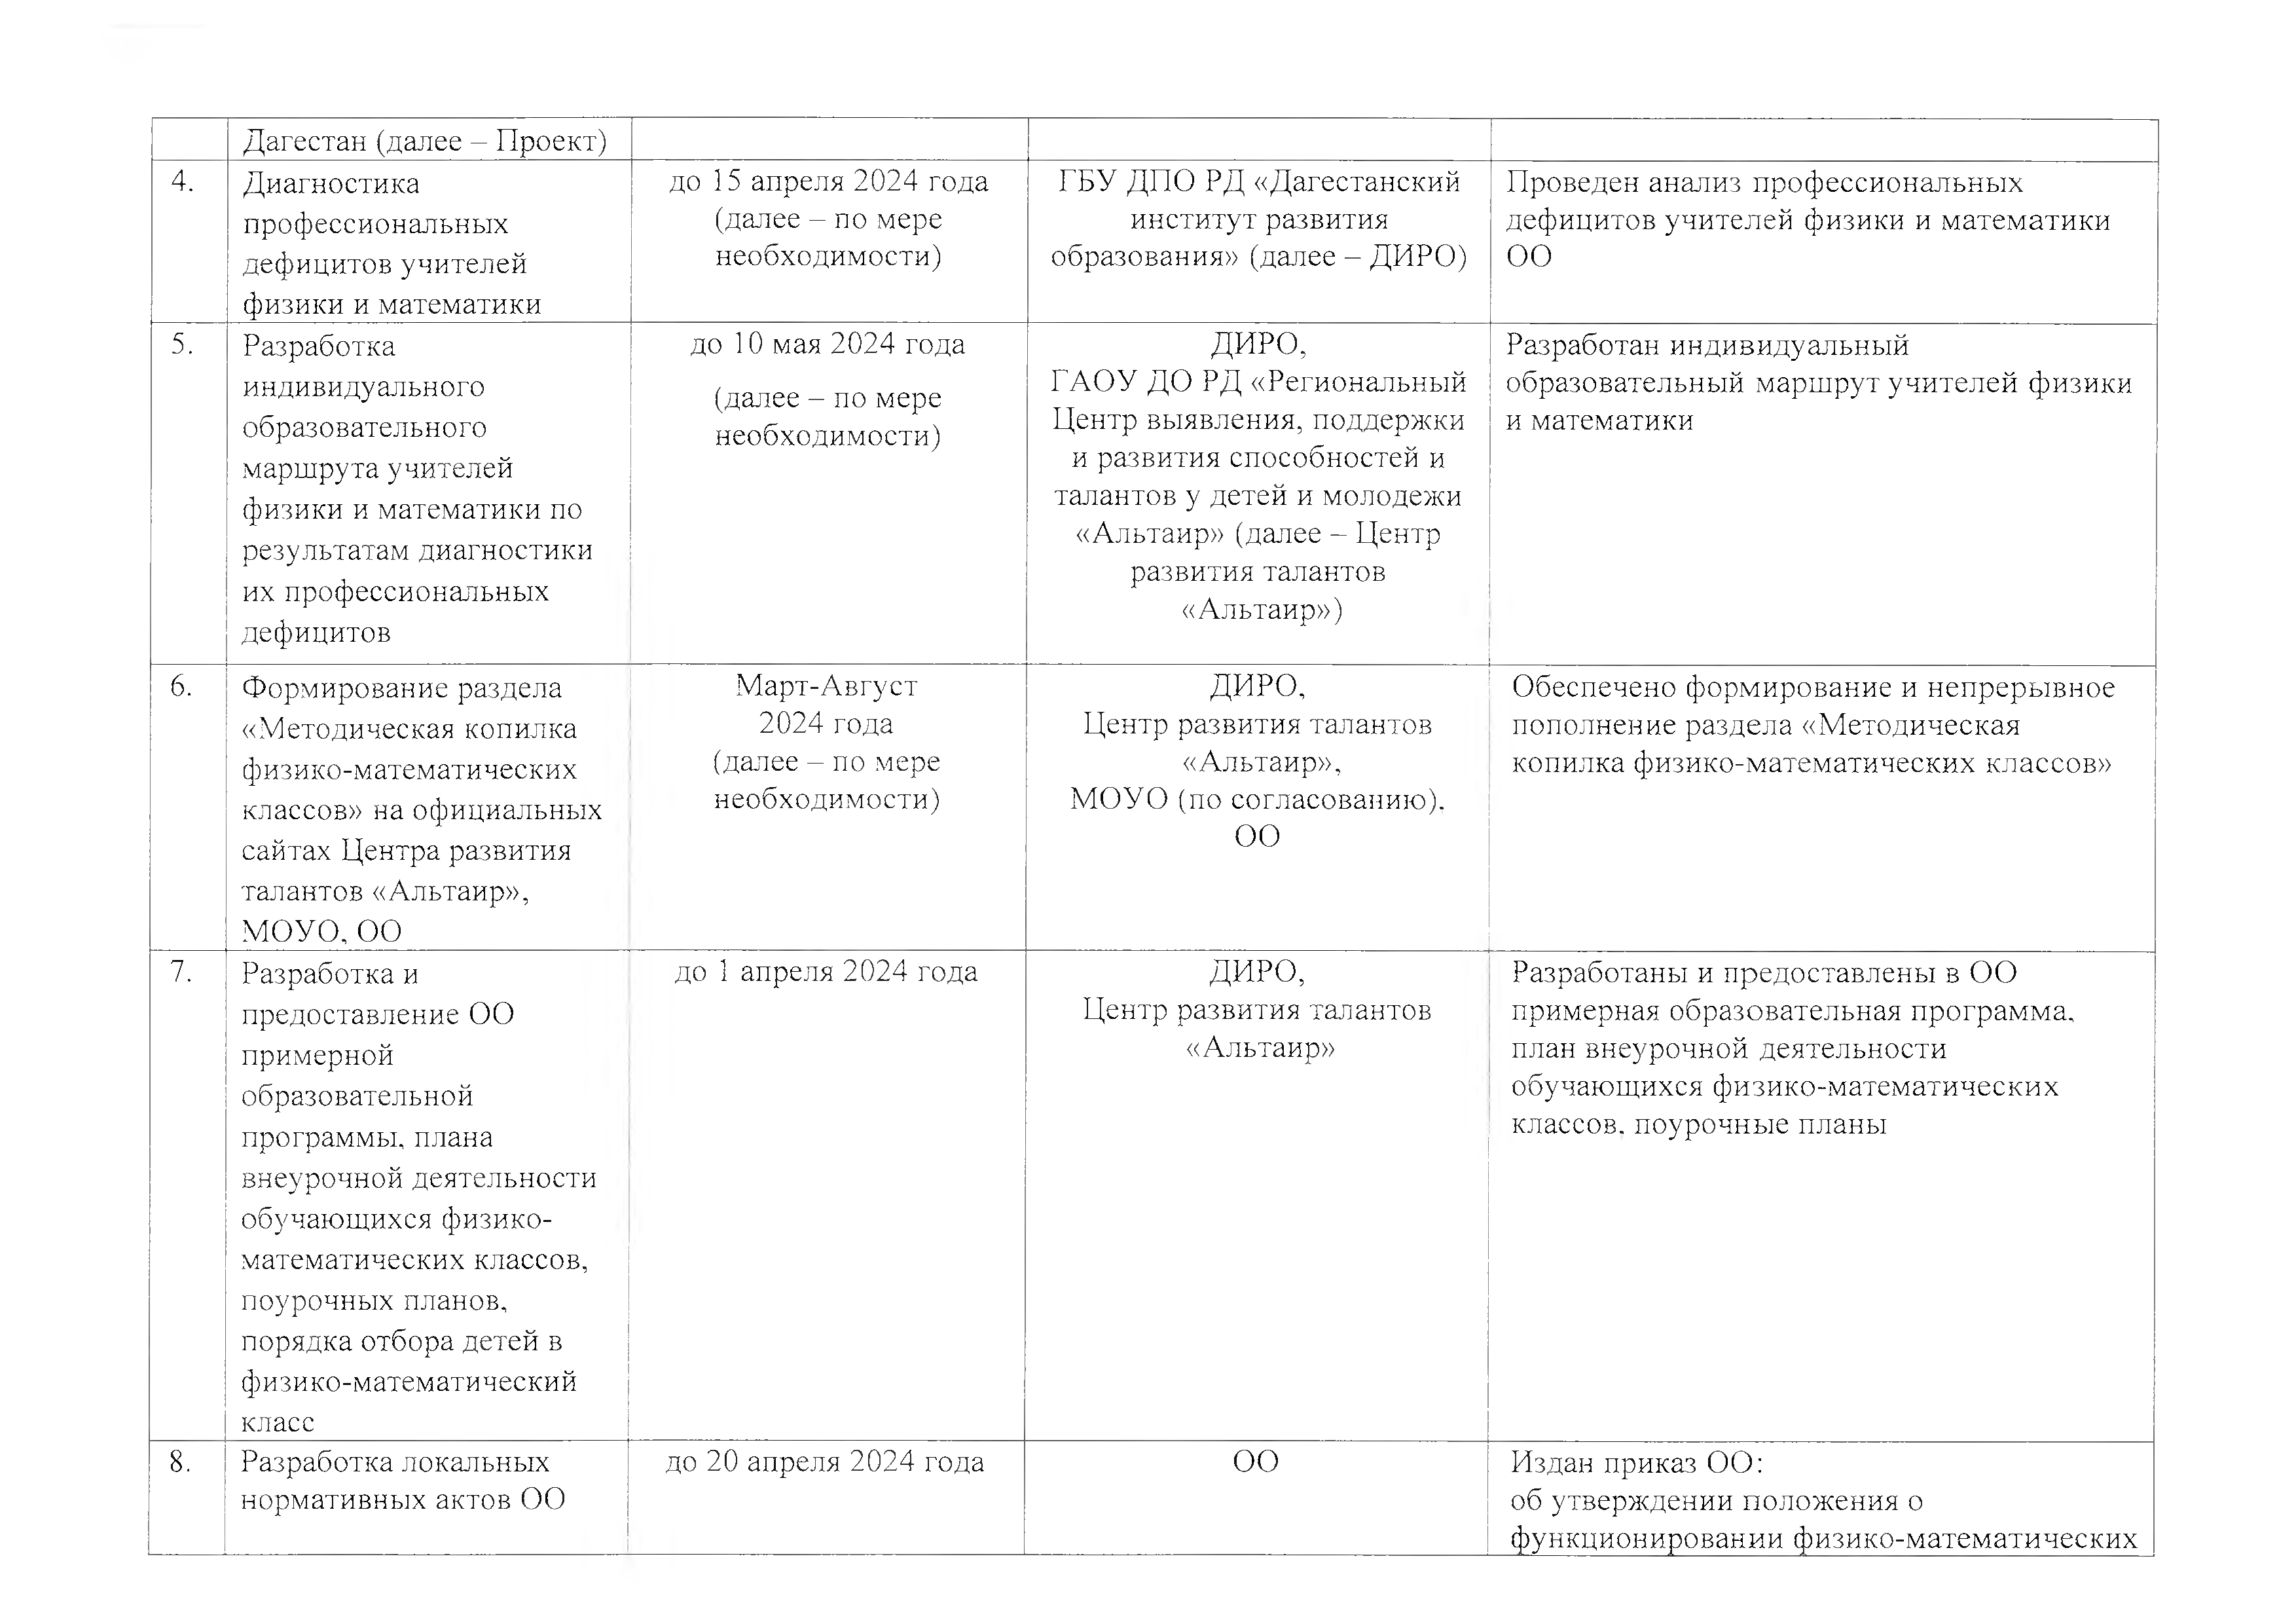 Дагестан (далее – Проект)
4.
Диагностика
профессиональных
дефицитов учителей
физики и математики
до 15 апреля 2024 года
(далее – по мере
необходимости)
ГБУ ДПО РД «Дагестанский
институт развития
образования» (далее – ДИРО)
Проведен анализ профессиональных
дефицитов учителей физики и математики
ОО
5.
Разработка
индивидуального
образовательного
маршрута учителей
физики и математики по
результатам диагностики
их профессиональных
дефицитов
до 10 мая 2024 года
(далее – по мере
необходимости)
ДИРО,
ГАОУ ДО РД «Региональный
Центр выявления, поддержки
и развития способностей и
талантов у детей и молодежи
«Альтаир» (далее – Центр
развития талантов
«Альтаир»)
Разработан индивидуальный
образовательный маршрут учителей физики
и математики
6.
Формирование раздела
«Методическая копилка
физико-математических
классов» на официальных
сайтах Центра развития
талантов «Альтаир»,
МОУО, ОО
Март-Август
2024 года
(далее – по мере
необходимости)
ДИРО,
Центр развития талантов
«Альтаир»,
МОУО (по согласованию).
ОО
Обеспечено формирование и непрерывное
пополнение раздела «Методическая
копилка физико-математических классов»
7.
Разработка и
предоставление ОО
примерной
образовательной
программы, плана
внеурочной деятельности
обучающихся физико-
математических классов,
поурочных планов,
порядка отбора детей в
физико-математический
класс
до 1 апреля 2024 года
ДИРО,
Центр развития талантов
«Альтаир»
Разработаны и предоставлены в ОО
примерная образовательная программа,
план внеурочной деятельности
обучающихся физико-математических
классов, поурочные планы
8.
Разработка локальных
нормативных актов ОО
до 20 апреля 2024 года
ОО
Издан приказ ОО:
об утверждении положения о
функционировании физико-математических